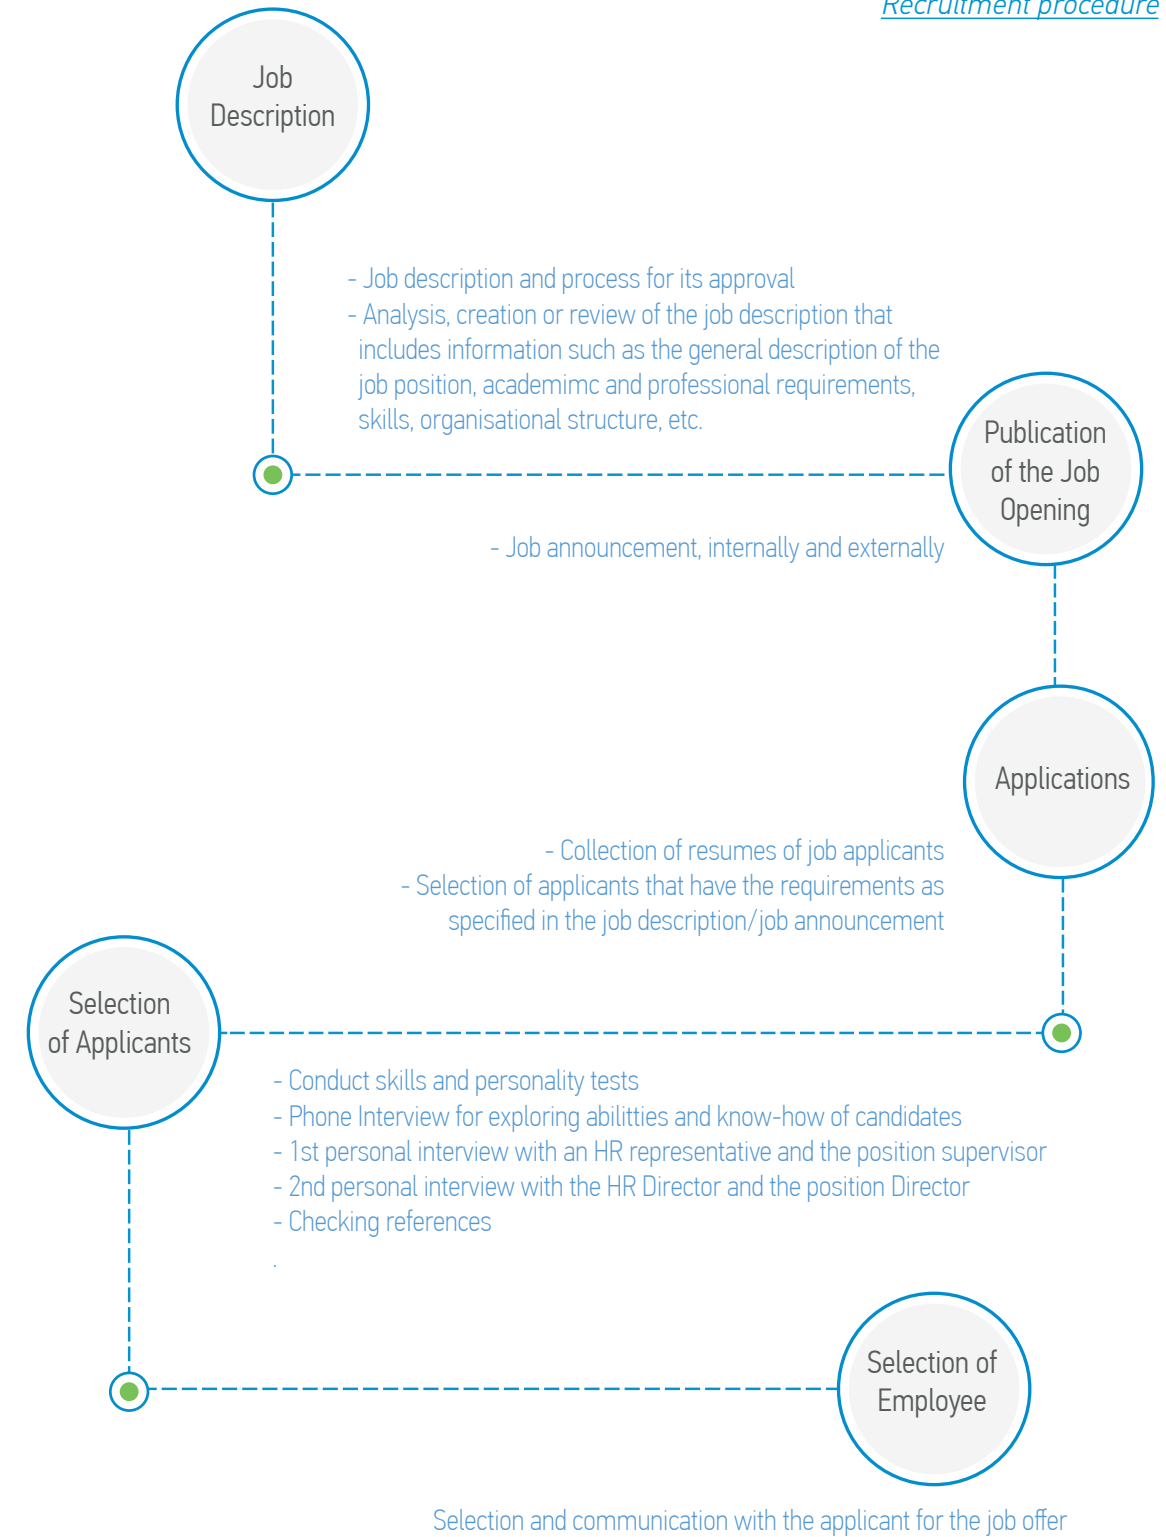 Recruitment procedure
Job
Description
- Job description and process for its approval
- Analysis, creation or review of the job description that
includes information such as the general description of the
job position, academimc and professional requirements,
skills, organisational structure, etc.
Publication
of the Job
Opening
- Job announcement, internally and externally
Applications
- Collection of resumes of job applicants
- Selection of applicants that have the requirements as
specified in the job description/job announcement
Selection
of Applicants
- Conduct skills and personality tests
- Phone Interview for exploring abilitties and know-how of candidates
- 1st personal interview with an HR representative and the position supervisor
- 2nd personal interview with the HR Director and the position Director
- Checking references
.
Selection of
Employee
Selection and communication with the applicant for the job offer